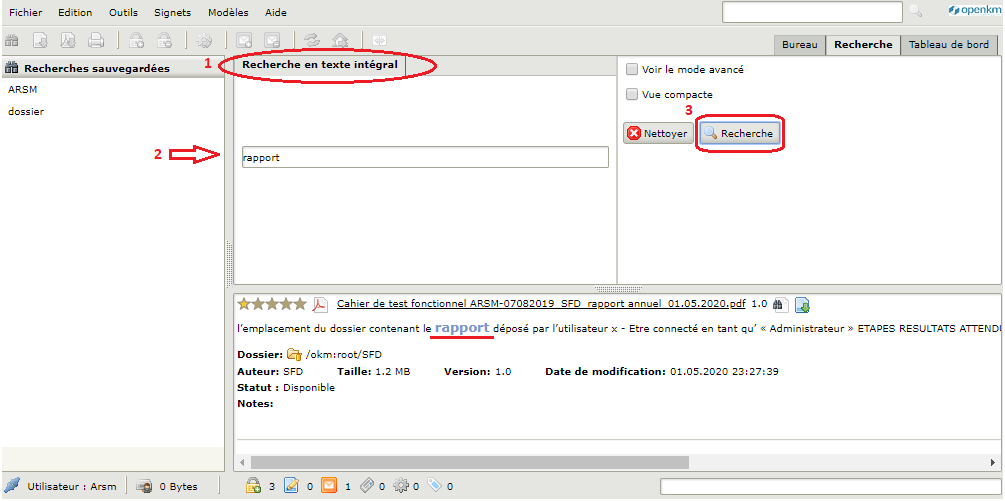 Fichier Edition Outils Signets Modèles Aide
openkm
Bureau Recherche Tableau de bord
Recherches sauvegardées
ARSM
dossier
1 Recherche en texte intégral
2
rapport
Voir le mode avancé
Vue compacte
3
Nettoyer Recherche
Cahier de test fonctionnel ARSM-07082019_SFD_rapport annuel_01.05.2020.pdf 1.0
l'emplacement du dossier contenant le rapport déposé par l'utilisateur x - Etre connecté en tant qu' « Administrateur » ETAPES RESULTATS ATTENDU
Dossier: /okm:root/SFD
Auteur: SFD Taille: 1.2 MB Version: 1.0 Date de modification: 01.05.2020 23:27:39
Statut : Disponible
Notes:
Utilisateur : Arsm 0 Bytes 3 0 1 0 0 0